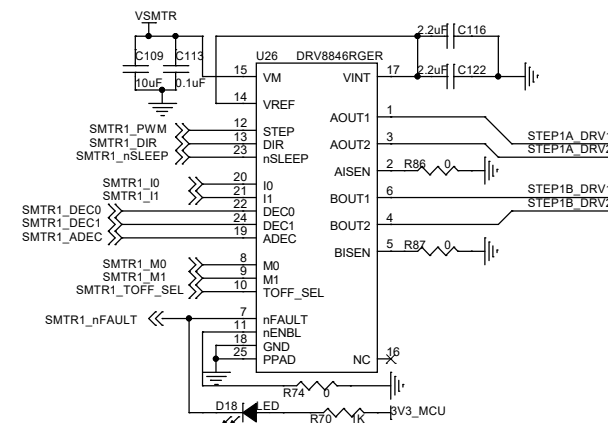 VSMTR
2.2uF C116
C109 C113
U26 DRV8846RGER
2.2uF C122
15 VM VINT 17
10uF 0.1uF
14 VREF
AOUT1 1
SMTR1_PWM 12 STEP
STEP1A_DRV1
SMTR1_DIR 13 DIR AOUT2 3
STEP1A_DRV2
SMTR1_nSLEEP 23 nSLEEP
AISEN 2 R86 0
SMTR1_I0 20 I0
SMTR1_I1 21 I1 BOUT1 6 STEP1B_DRV1
SMTR1_DEC0 22 DEC0
STEP1B_DRV2
SMTR1_DEC1 24 DEC1 BOUT2 4
SMTR1_ADEC 19 ADEC
BISEN 5 R87 0
SMTR1_M0 8 M0
SMTR1_M1 9 M1
SMTR1_TOFF_SEL 10 TOFF_SEL
SMTR1_nFAULT 7 nFAULT
11 nENBL
18 GND
25 PPAD NC 16
R74 0
D18 LED 3V3_MCU
R70 1K